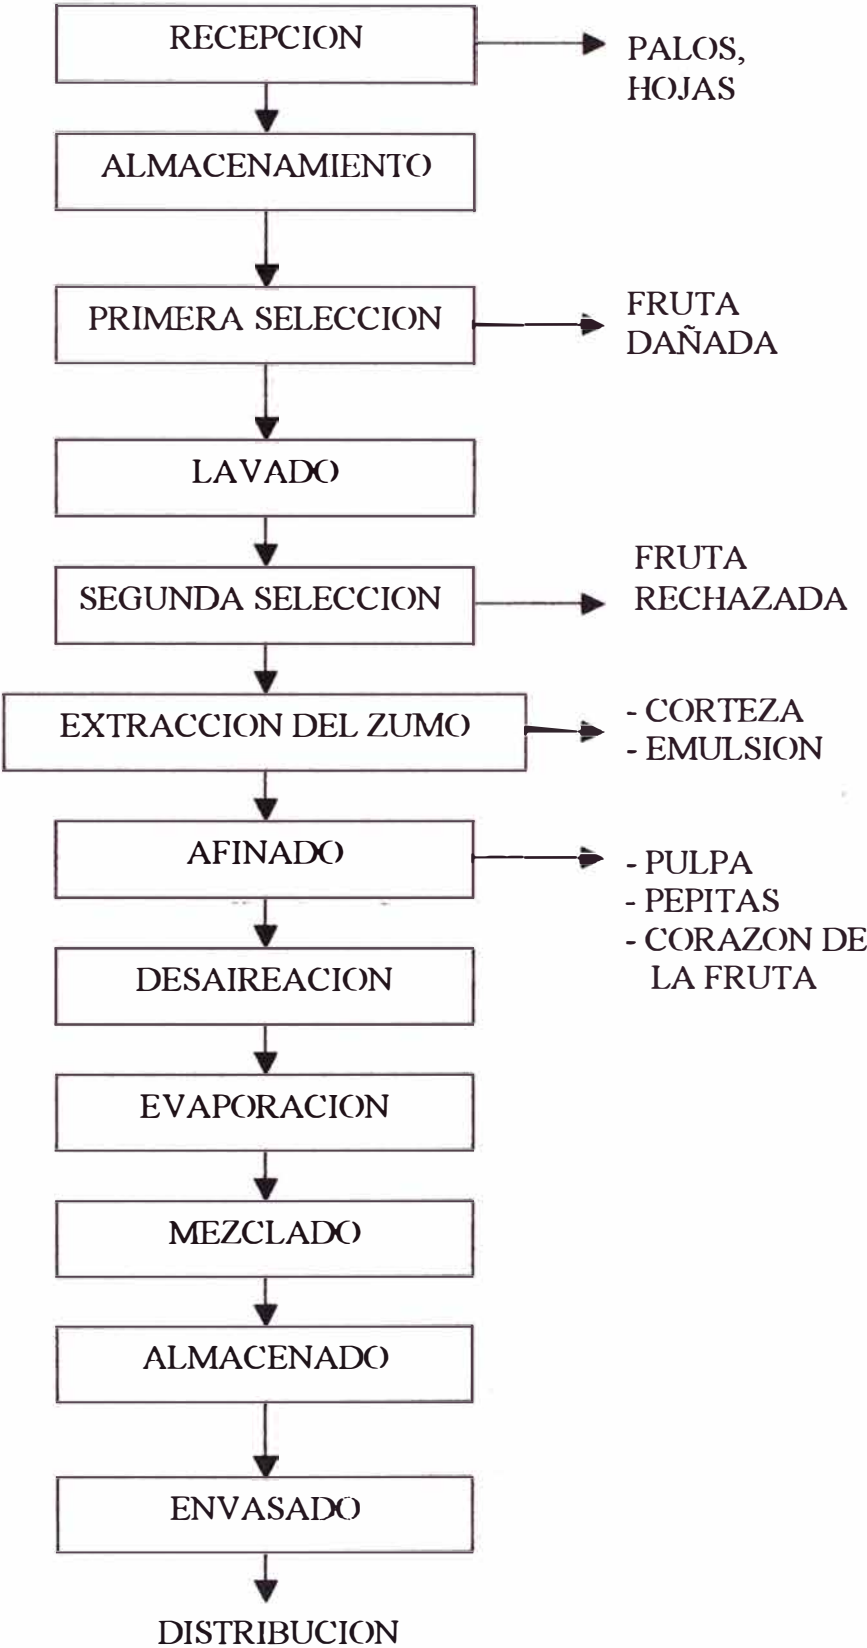 RECEPCION
PALOS,
HOJAS
ALMACENAMIENTO
PRIMERA SELECCION
FRUTA
DAÑADA
LAVADO
SEGUNDA SELECCION
FRUTA
RECHAZADA
EXTRACCION DEL ZUMO
- CORTEZA
- EMULSION
AFINADO
- PULPA
- PEPITAS
- CORAZON DE
LA FRUTA
DESAIREACION
EVAPORACION
MEZCLADO
ALMACENADO
ENVASADO
DISTRIBUCION